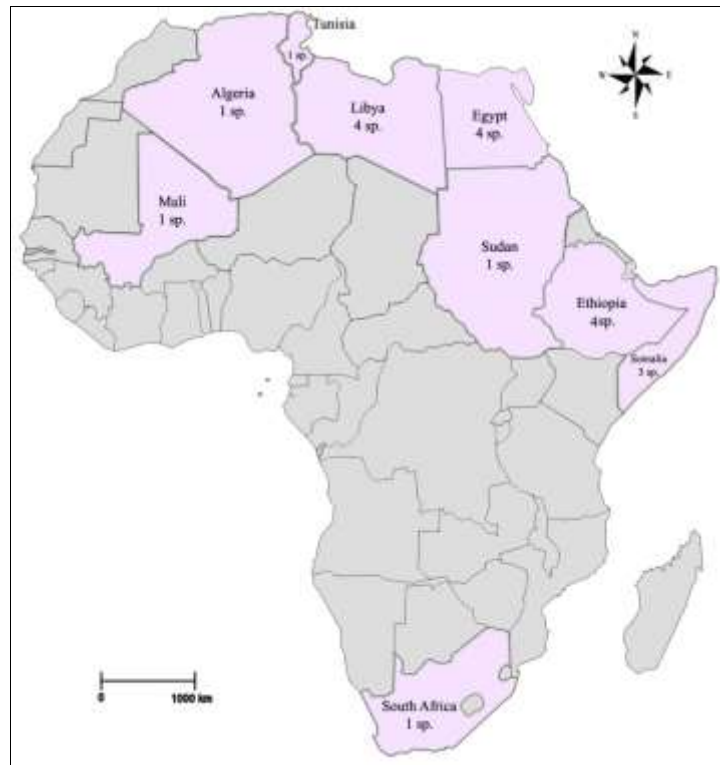 Tunisia
1 sp.
Algeria
1 sp.
Libya
4 sp.
Egypt
4 sp.
N
W E
S
Mali
1 sp.
Sudan
1 sp.
Ethiopia
4sp.
Somalia
3 sp.
0 1000 km
South Africa
1 sp.